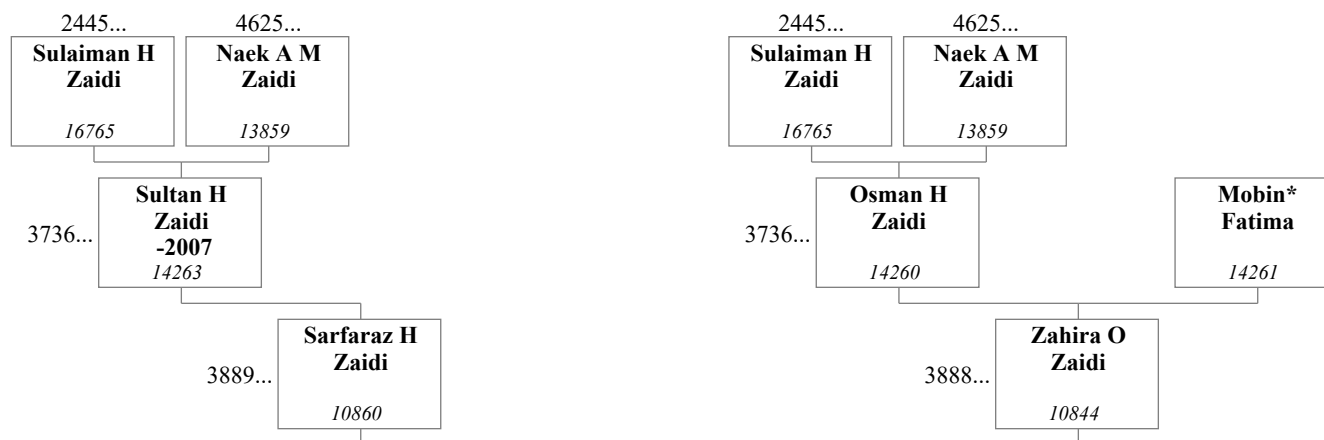 2445... 4625... 2445... 4625...
Sulaiman H Naek A M Sulaiman H Naek A M
Zaidi Zaidi Zaidi Zaidi
16765 13859 16765 13859
Sultan H Osman H Mobin*
Zaidi Zaidi Fatima
3736... 3736...
-2007
14263 14260 14261
Sarfaraz H Zahira O
Zaidi Zaidi
3889... 3888...
10860 10844